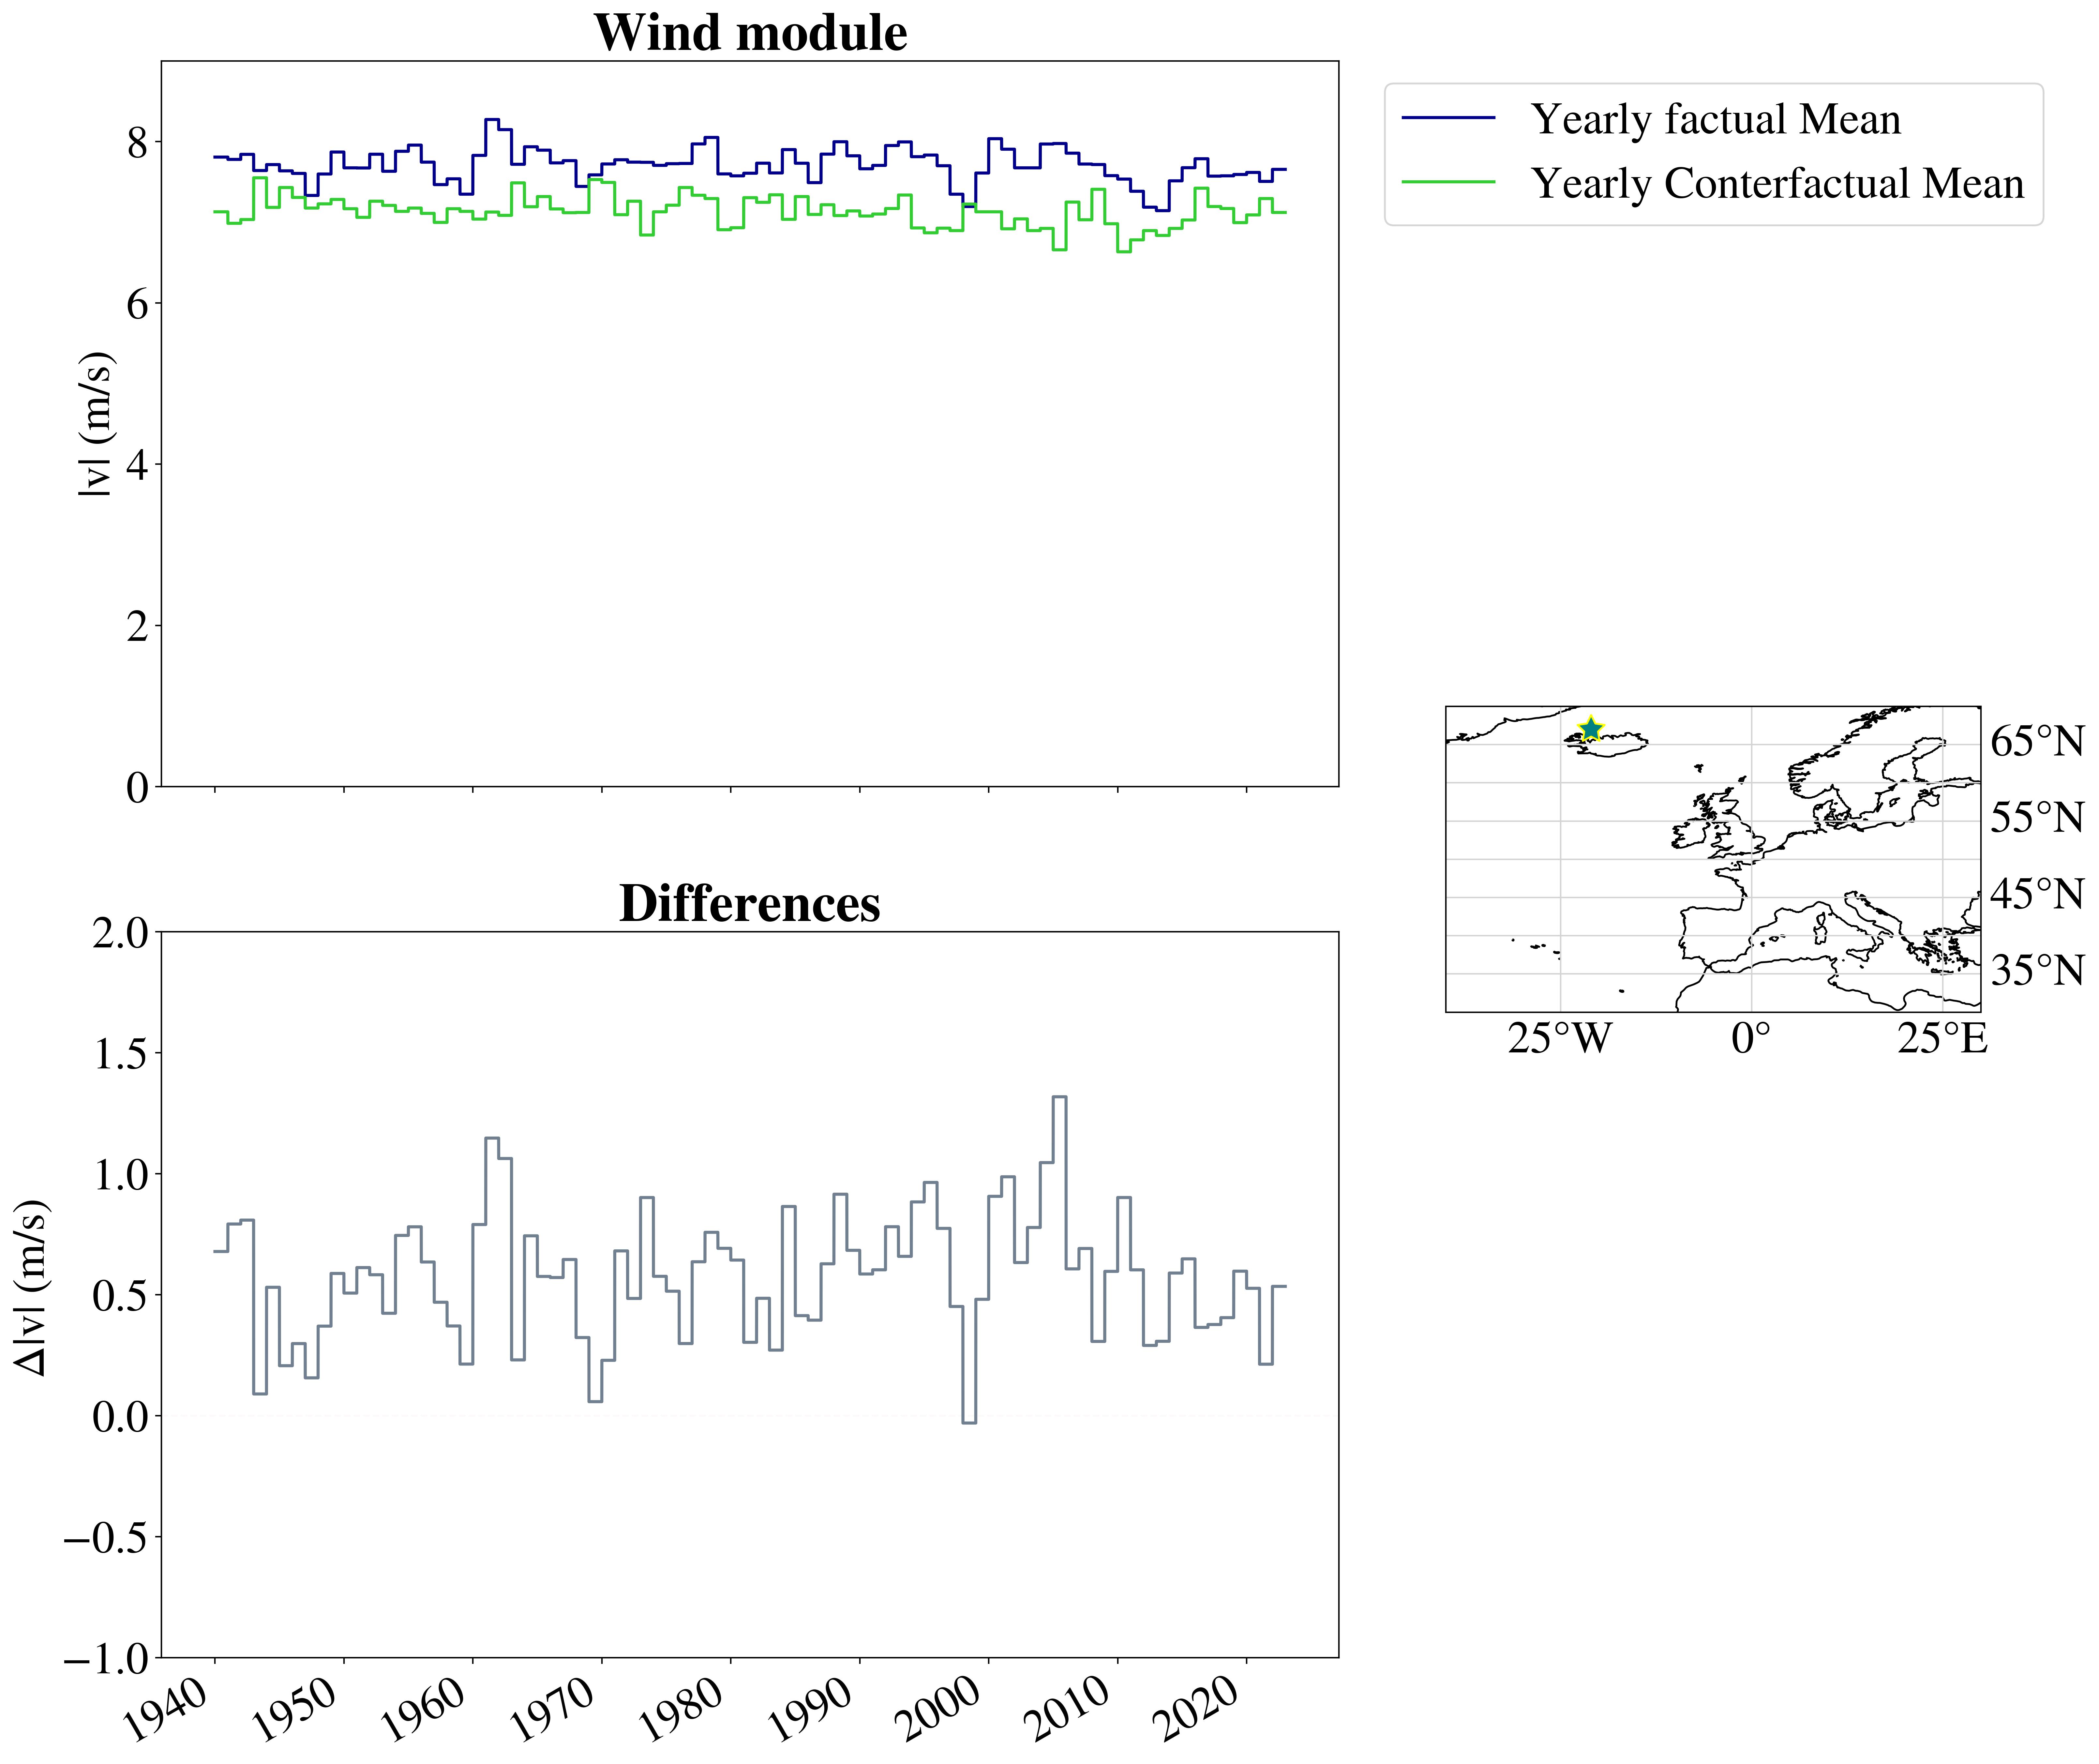 Wind module
|v| (m/s)
8
6
4
2
0
Yearly factual Mean
Yearly Conterfactual Mean
65°N
55°N
45°N
35°N
25°W 0° 25°E
Differences
Δ|v| (m/s)
2.0
1.5
1.0
0.5
0.0
−0.5
−1.0
1940 1950 1960 1970 1980 1990 2000 2010 2020